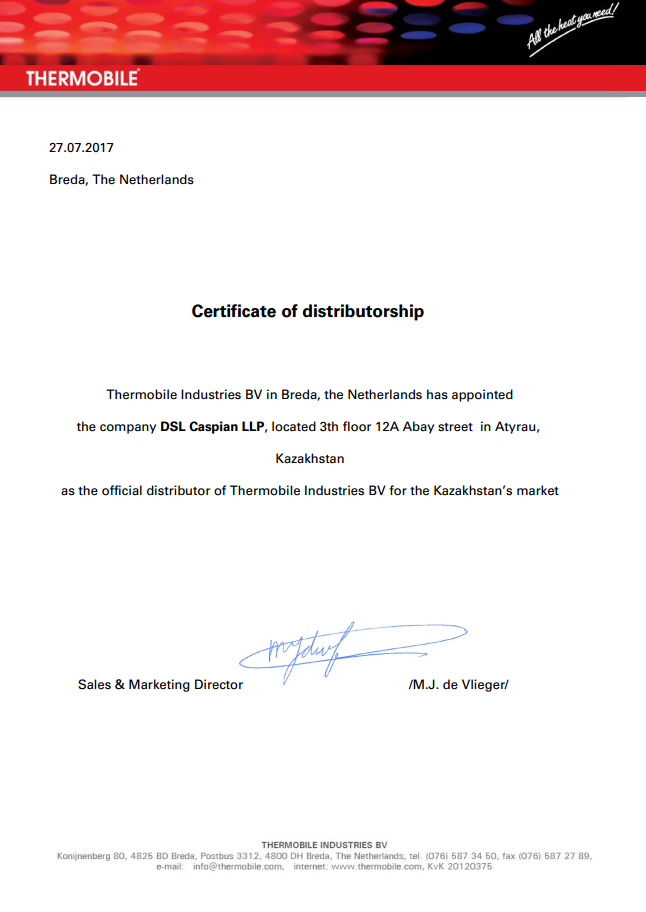 All the heat you need!
THERMOBILE®
27.07.2017
Breda, The Netherlands
Certificate of distributorship
Thermobile Industries BV in Breda, the Netherlands has appointed
the company DSL Caspian LLP, located 3th floor 12A Abay street in Atyrau,
Kazakhstan
as the official distributor of Thermobile Industries BV for the Kazakhstan's market
Sales & Marketing Director /M.J. de Vlieger/
THERMOBILE INDUSTRIES BV
Konijnenberg 80, 4825 BD Breda, Postbus 3312, 4800 DH Breda, The Netherlands, tel. (076) 587 34 50, fax (076) 587 27 89,
e-mail: info@thermobile.com, internet: www.thermobile.com, KvK 20120375